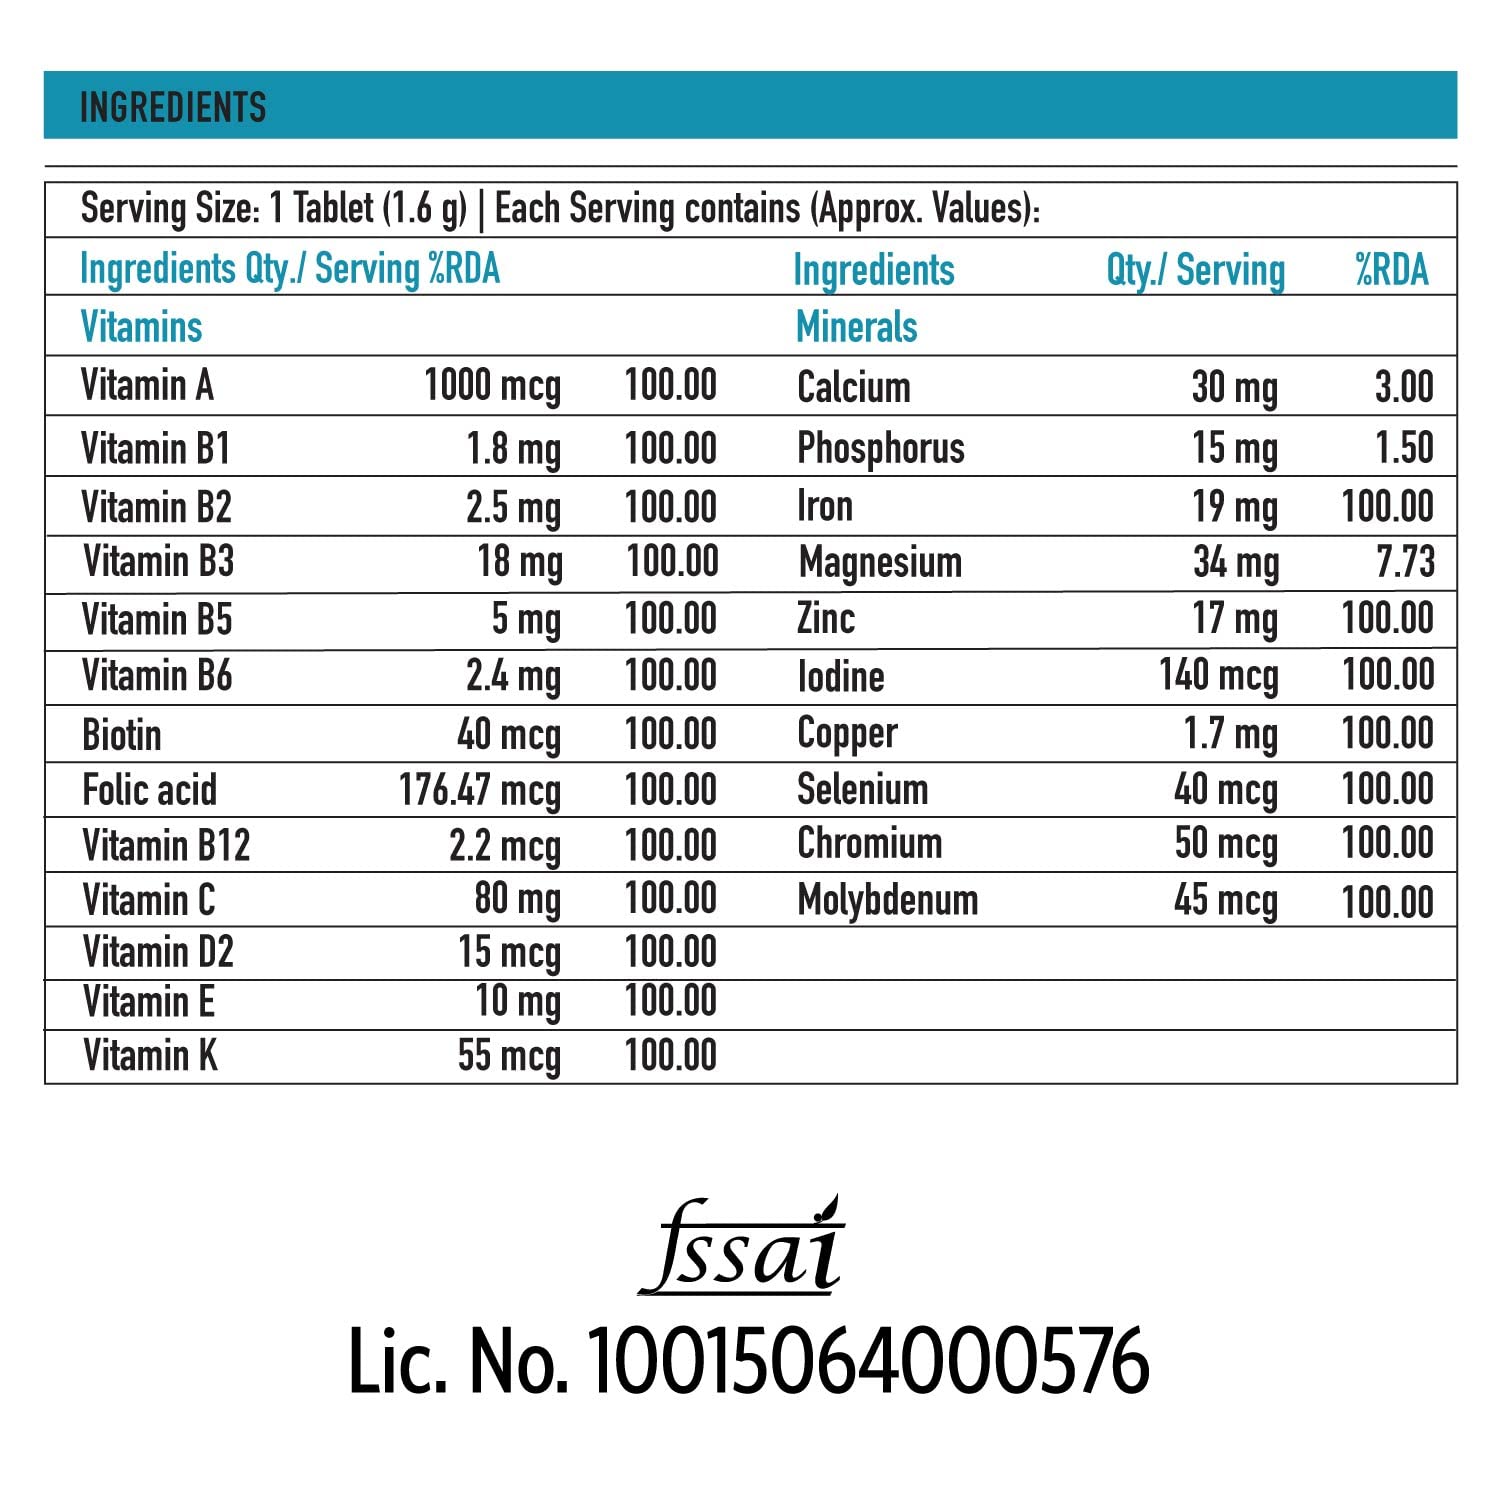 INGREDIENTS
Serving Size: 1 Tablet (1.6 g) | Each Serving contains (Approx. Values):
Ingredients Qty./ Serving %RDA Ingredients Qty./ Serving %RDA
Vitamins Minerals
Vitamin A 1000 mcg 100.00 Calcium 30 mg 3.00
Vitamin B1 1.8 mg 100.00 Phosphorus 15 mg 1.50
Vitamin B2 2.5 mg 100.00 Iron 19 mg 100.00
Vitamin B3 18 mg 100.00 Magnesium 34 mg 7.73
Vitamin B5 5 mg 100.00 Zinc 17 mg 100.00
Vitamin B6 2.4 mg 100.00 Iodine 140 mcg 100.00
Biotin 40 mcg 100.00 Copper 1.7 mg 100.00
Folic acid 176.47 mcg 100.00 Selenium 40 mcg 100.00
Vitamin B12 2.2 mcg 100.00 Chromium 50 mcg 100.00
Vitamin C 80 mg 100.00 Molybdenum 45 mcg 100.00
Vitamin D2 15 mcg 100.00
Vitamin E 10 mg 100.00
Vitamin K 55 mcg 100.00
fssai
Lic. No. 10015064000576